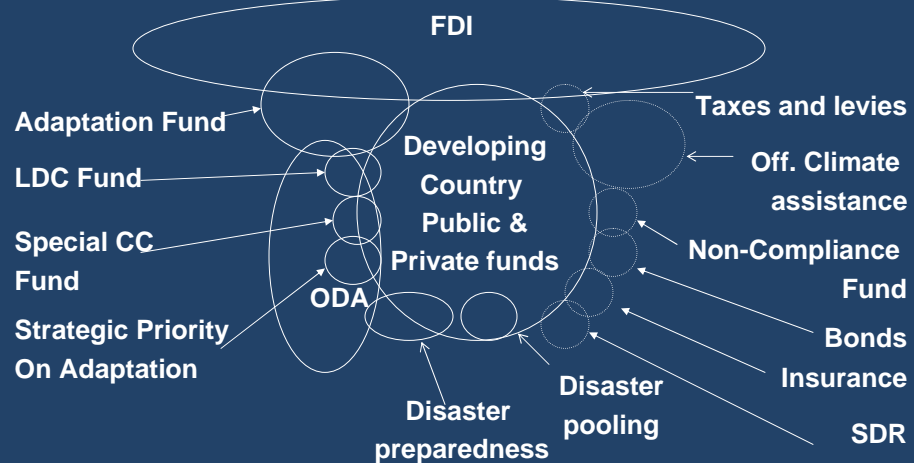 FDI
Adaptation Fund
LDC Fund
Special CC
Fund
Strategic Priority
On Adaptation
ODA
Developing
Country
Public &
Private funds
Disaster
preparedness
Disaster
pooling
Taxes and levies
Off. Climate
assistance
Non-Compliance
Fund
Bonds
Insurance
SDR